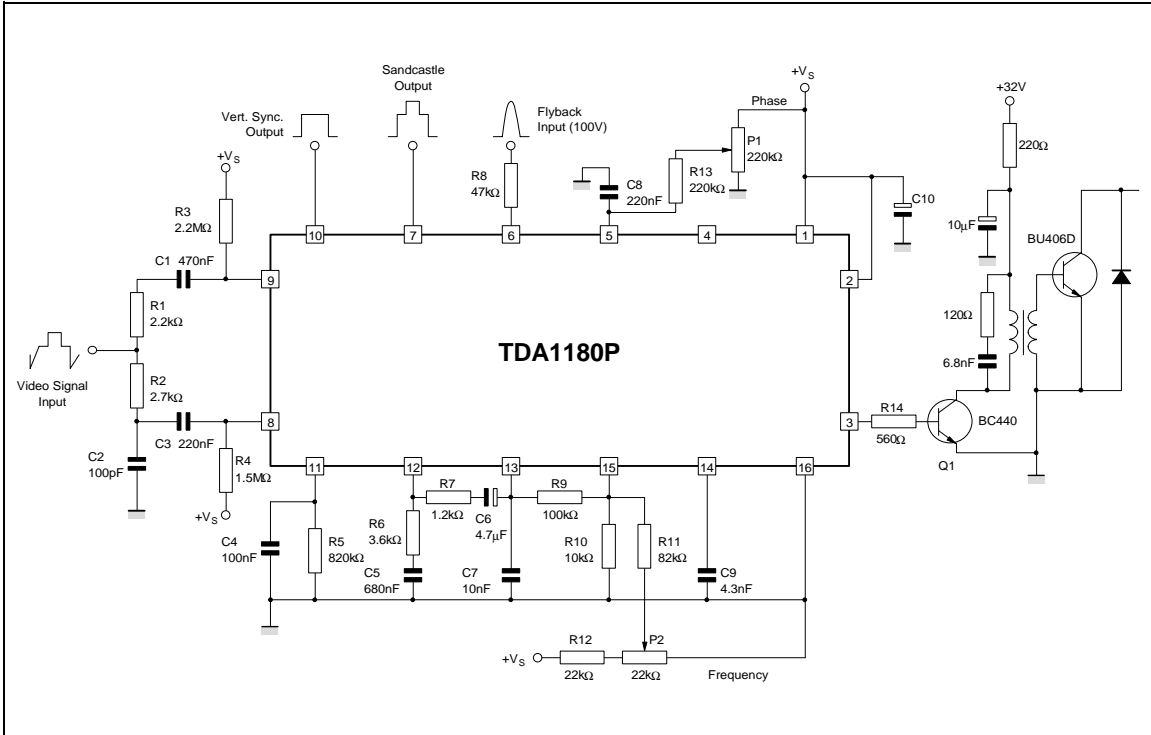 Sandcastle
Output
Vert. Sync.
Output
Flyback
Input (100V)
+VS
Phase
+32V
P1
220kΩ
220Ω
+VS
R8
47kΩ
C8
220nF
R13
220kΩ
C10
10μF
BU406D
R3
2.2MΩ
10
7
6
5
4
1
C1 470nF
9
2
R1
2.2kΩ
120Ω
TDA1180P
6.8nF
Video Signal
Input
R2
2.7kΩ
8
3
R14
560Ω
BC440
Q1
C3 220nF
C2
100pF
R4
1.5MΩ
+VS
11
12
13
15
14
16
R7
1.2kΩ
C6
4.7μF
R9
100kΩ
R6
3.6kΩ
C4
100nF
R5
820kΩ
C5
680nF
C7
10nF
R10
10kΩ
R11
82kΩ
C9
4.3nF
+VS
R12
22kΩ
P2
22kΩ
Frequency